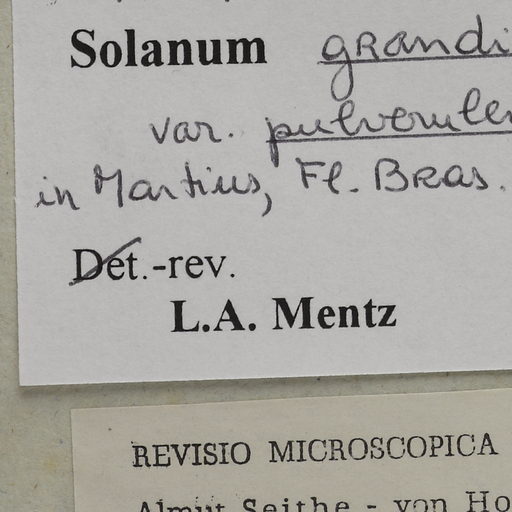 Solanum grandi
var. pulverulen
in Martius, Fl. Bras.
Det.-rev.
L.A. Mentz
REVISIO MICROSCOPICA
Almut Seithe - von Ho